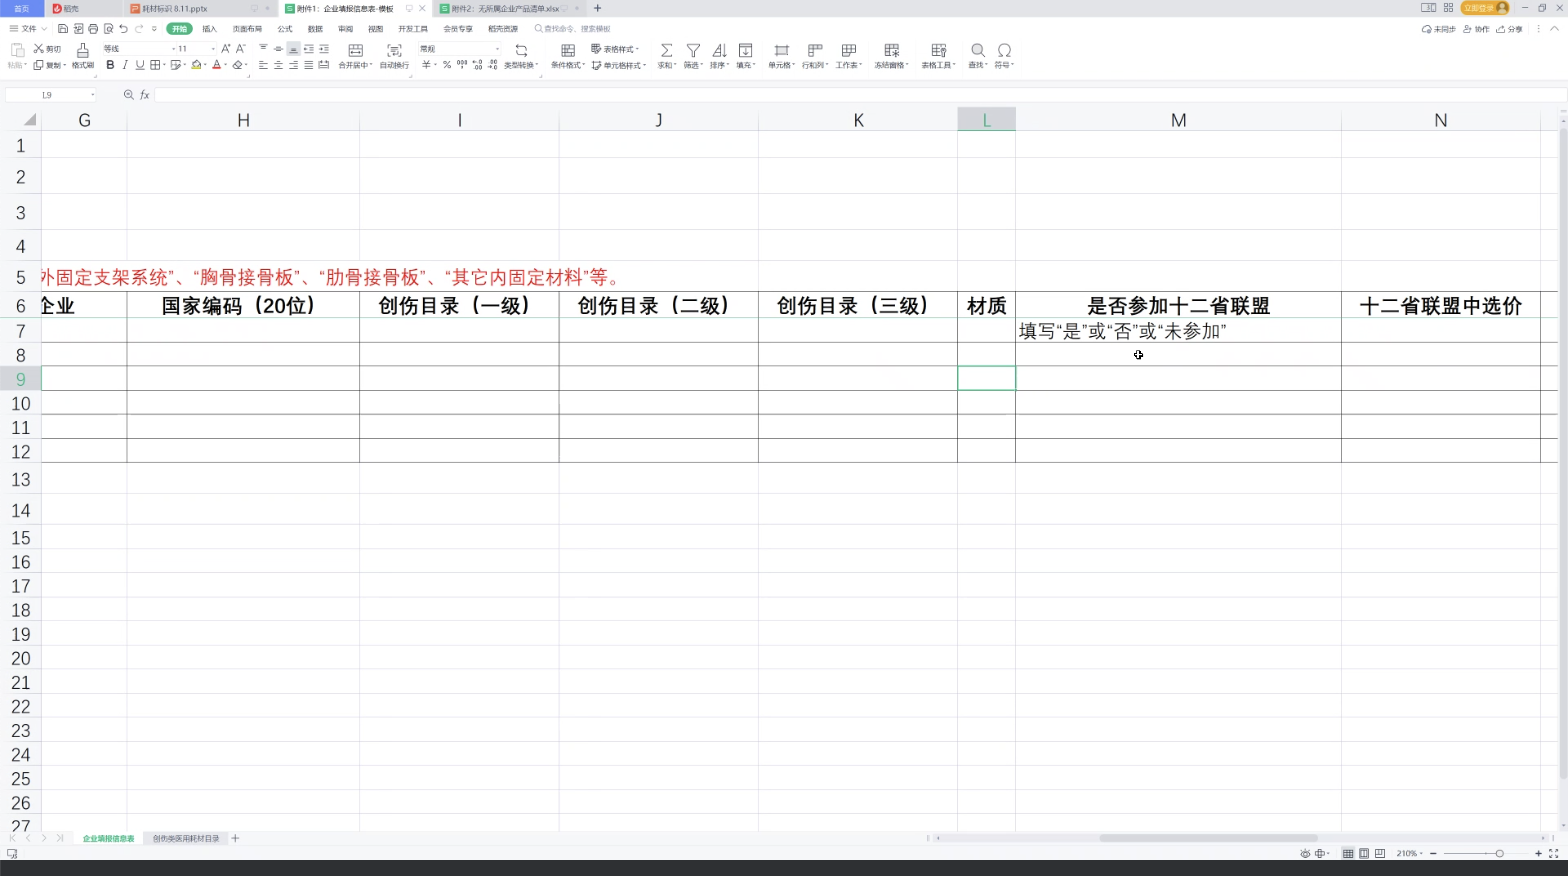 首页 稻壳 耗材标识 8.11.pptx 附件1：企业填报信息表-模板 附件2：无所属企业产品清单.xlsx + 立即登录
文件 开始 插入 页面布局 公式 数据 审阅 视图 开发工具 会员专享 稻壳资源 查找命令、搜索模板 未同步 协作 分享
粘贴 剪切 复制 格式刷 等线 11 合并居中 自动换行 常规 类型转换 条件格式 表格样式 单元格样式 求和 筛选 排序 填充 单元格 行和列 工作表 冻结窗格 表格工具 查找 符号
L9 fx
G H I J K L M N
1
2
3
4
5 外固定支架系统”、“胸骨接骨板”、“肋骨接骨板”、“其它内固定材料”等。
6 企业 国家编码（20位） 创伤目录（一级） 创伤目录（二级） 创伤目录（三级） 材质 是否参加十二省联盟 十二省联盟中选价
7 填写“是”或“否”或“未参加”
8
9
10
11
12
13
14
15
16
17
18
19
20
21
22
23
24
25
26
27
企业填报信息表 创伤类医用耗材目录 +
210%